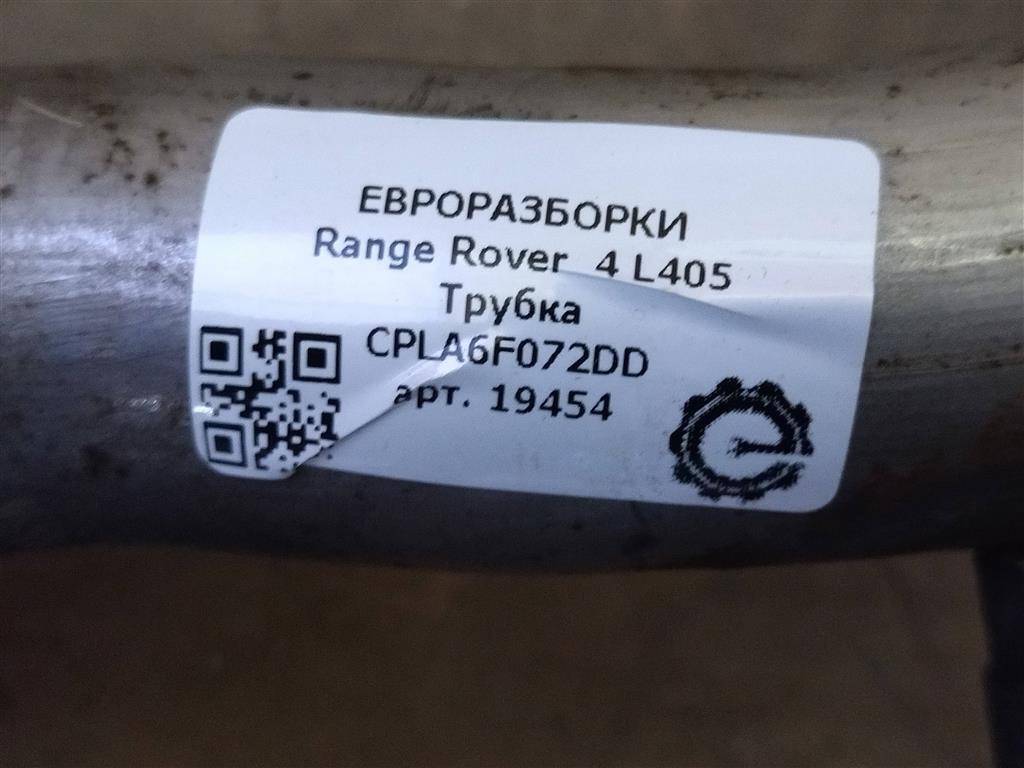 ЕВРОРАЗБОРКИ
Range Rover 4 L405
Трубка
CPLA6F072DD
арт. 19454